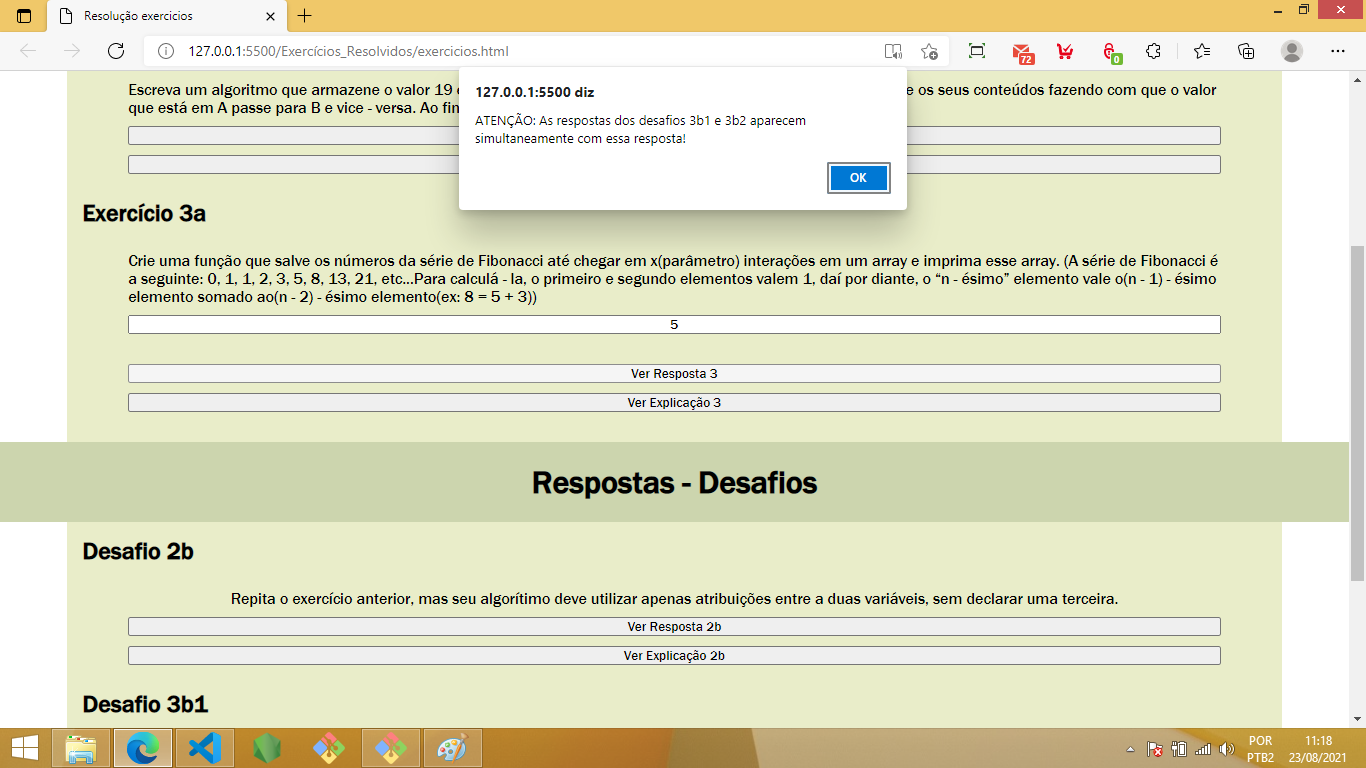 Resolução exercicios
127.0.0.1:5500/Exercícios_Resolvidos/exercicios.html
72
0
127.0.0.1:5500 diz
ATENÇÃO: As respostas dos desafios 3b1 e 3b2 aparecem
simultaneamente com essa resposta!
OK
Escreva um algoritmo que armazene o valor 19 e os seus conteúdos fazendo com que o valor
que está em A passe para B e vice - versa. Ao fin
Exercício 3a
Crie uma função que salve os números da série de Fibonacci até chegar em x(parâmetro) interações em um array e imprima esse array. (A série de Fibonacci é
a seguinte: 0, 1, 1, 2, 3, 5, 8, 13, 21, etc...Para calculá - la, o primeiro e segundo elementos valem 1, daí por diante, o “n - ésimo” elemento vale o(n - 1) - ésimo
elemento somado ao(n - 2) - ésimo elemento(ex: 8 = 5 + 3))
5
Ver Resposta 3
Ver Explicação 3
Respostas - Desafios
Desafio 2b
Repita o exercício anterior, mas seu algorítimo deve utilizar apenas atribuições entre a duas variáveis, sem declarar uma terceira.
Ver Resposta 2b
Ver Explicação 2b
Desafio 3b1
POR
PTB2
11:18
23/08/2021